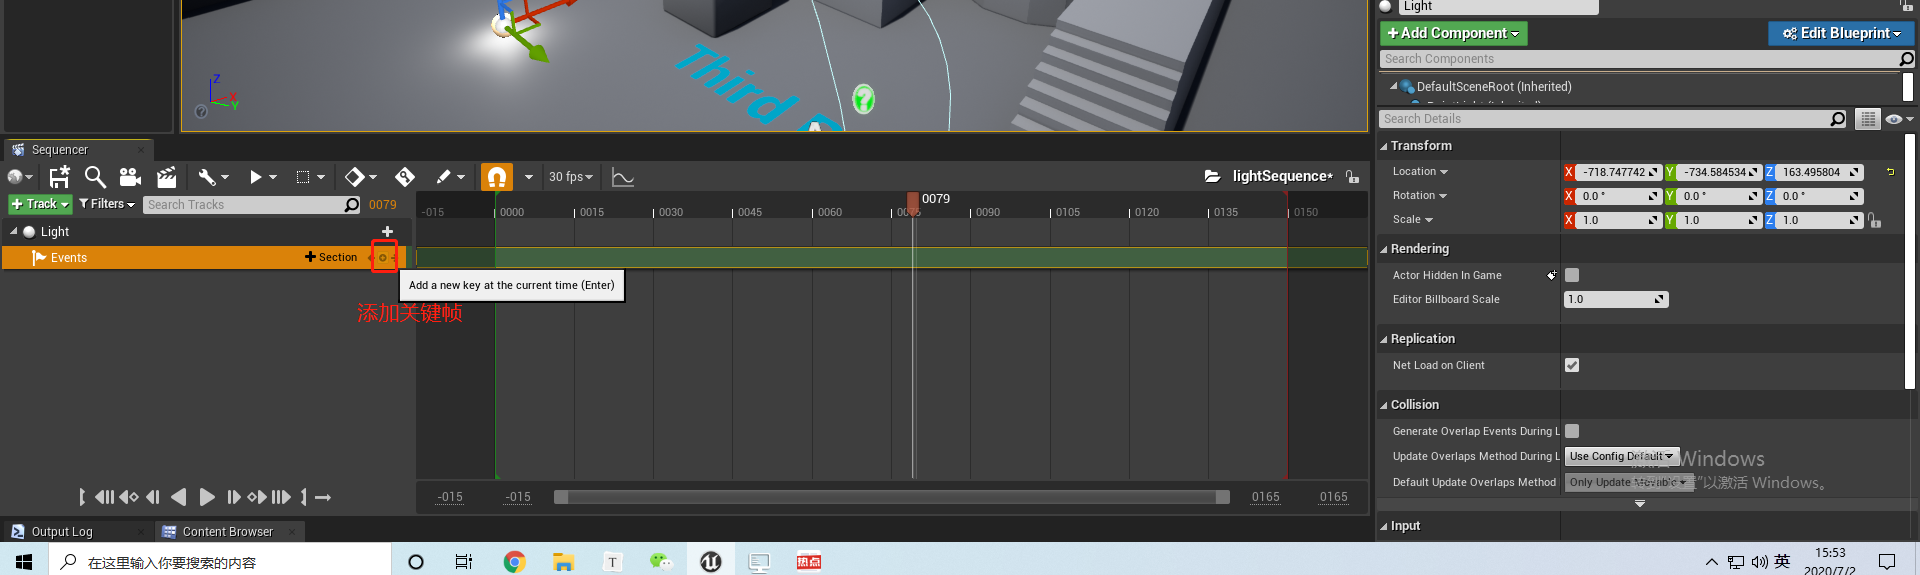 Light
Add Component
Edit Blueprint
Search Components
DefaultSceneRoot (Inherited)
Search Details
Third
Z
X
Y
Sequencer
30 fps
lightSequence*
Track
Filters
Search Tracks
0079
0079
-015
0000
0015
0030
0045
0060
0075
0090
0105
0120
0135
0150
Light
Events
Section
Add a new key at the current time (Enter)
添加关键帧
-015
-015
0165
0165
Transform
Location
X
-718.747742
Y
-734.584534
Z
163.495804
Rotation
X
0.0 °
Y
0.0 °
Z
0.0 °
Scale
X
1.0
Y
1.0
Z
1.0
Rendering
Actor Hidden In Game
Editor Billboard Scale
1.0
Replication
Net Load on Client
Collision
Generate Overlap Events During L
Update Overlaps Method During L
Use Config Default
Default Update Overlaps Method
Only Update
Windows
以激活 Windows。
Input
Output Log
Content Browser
在这里输入你要搜索的内容
T
热点
英
15:53
2020/7/2